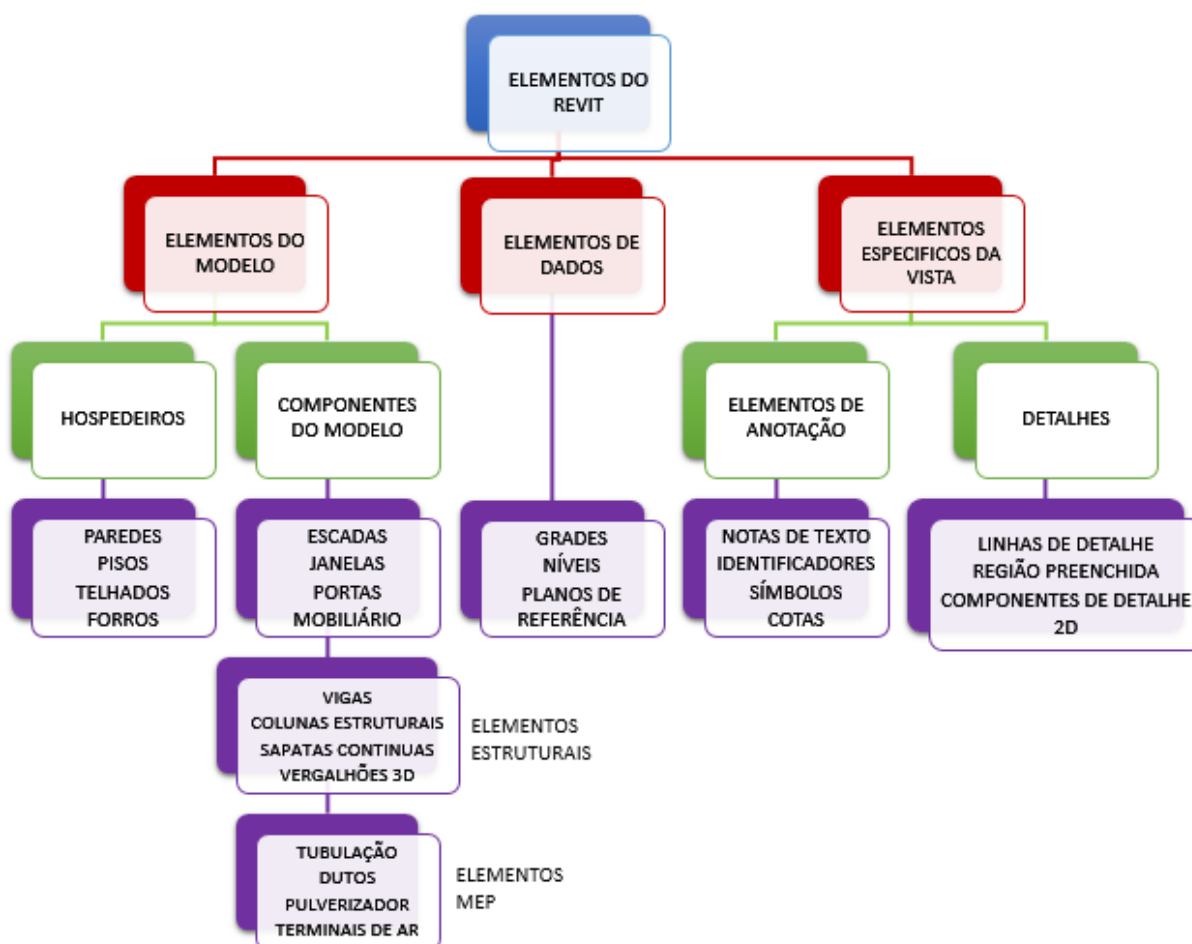 ELEMENTOS DO
REVIT
ELEMENTOS DO
MODELO
ELEMENTOS DE
DADOS
ELEMENTOS
ESPECIFICOS DA
VISTA
HOSPEDEIROS
COMPONENTES
DO MODELO
ELEMENTOS DE
ANOTAÇÃO
DETALHES
PAREDES
PISOS
TELHADOS
FORROS
ESCADAS
JANELAS
PORTAS
MOBILIÁRIO
GRADES
NÍVEIS
PLANOS DE
REFERÊNCIA
NOTAS DE TEXTO
IDENTIFICADORES
SÍMBOLOS
COTAS
LINHAS DE DETALHE
REGIÃO PREENCHIDA
COMPONENTES DE DETALHE
2D
VIGAS
COLUNAS ESTRUTURAIS
SAPATAS CONTINUAS
VERGALHÕES 3D
ELEMENTOS
ESTRUTURAIS
TUBULAÇÃO
DUTOS
PULVERIZADOR
TERMINAIS DE AR
ELEMENTOS
MEP